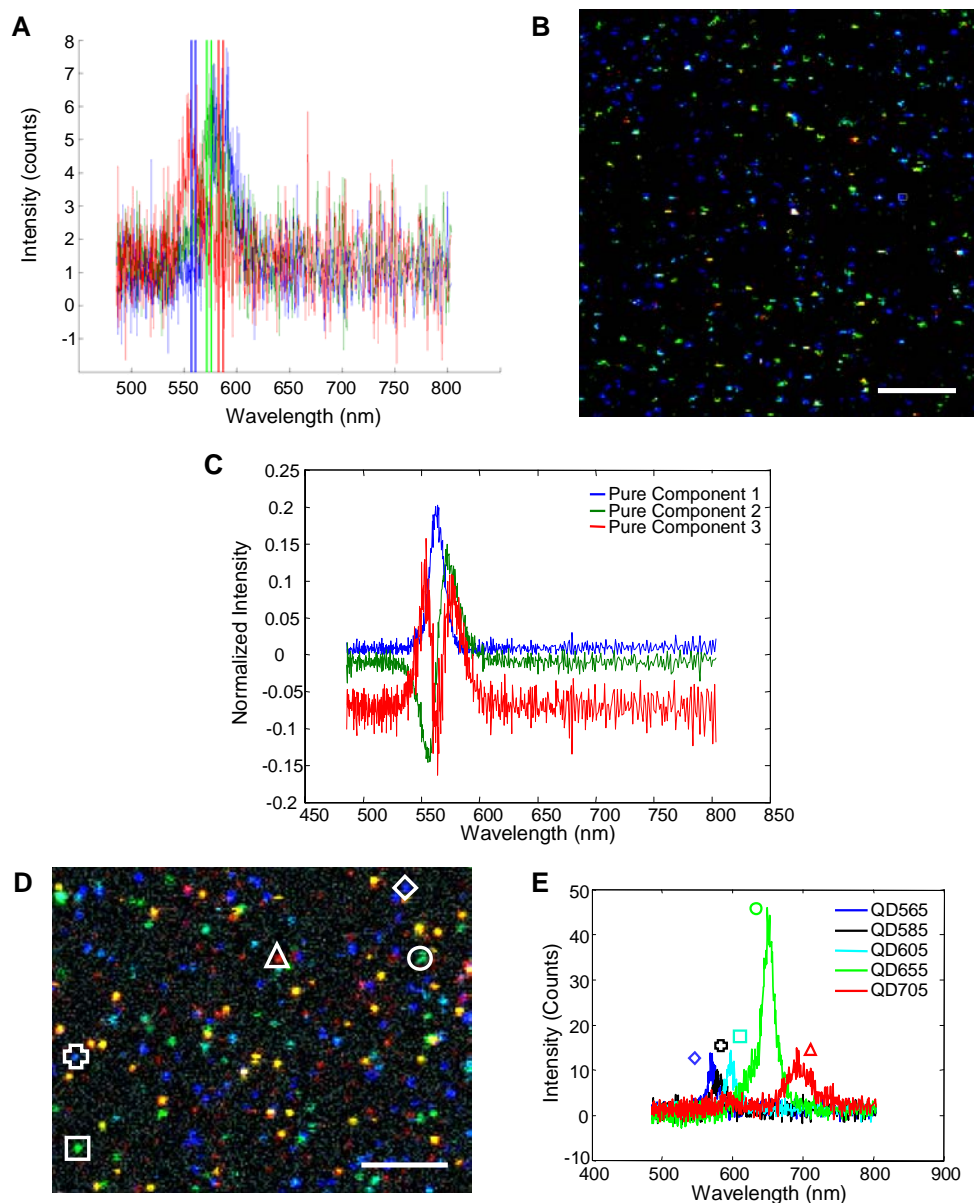 A
8
7
6
5
4
3
2
1
0
-1
Intensity (counts)
500 550 600 650 700 750 800
Wavelength (nm)
B
C
0.25
0.2
0.15
0.1
0.05
0
-0.05
-0.1
-0.15
-0.2
Normalized Intensity
Pure Component 1
Pure Component 2
Pure Component 3
450 500 550 600 650 700 750 800 850
Wavelength (nm)
D
E
50
40
30
20
10
0
-10
Intensity (Counts)
QD565
QD585
QD605
QD655
QD705
400 500 600 700 800 900
Wavelength (nm)